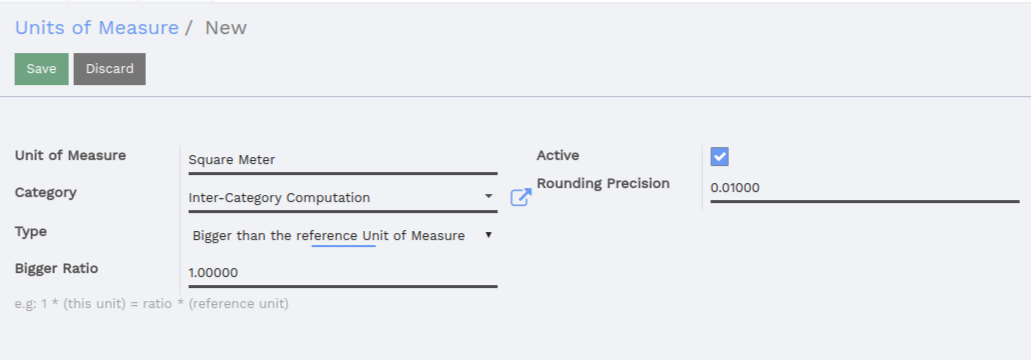 Units of Measure / New
Save Discard
Unit of Measure Square Meter
Category Inter-Category Computation
Type Bigger than the reference Unit of Measure
Bigger Ratio 1.00000
e.g: 1 * (this unit) = ratio * (reference unit)
Active
Rounding Precision 0.01000